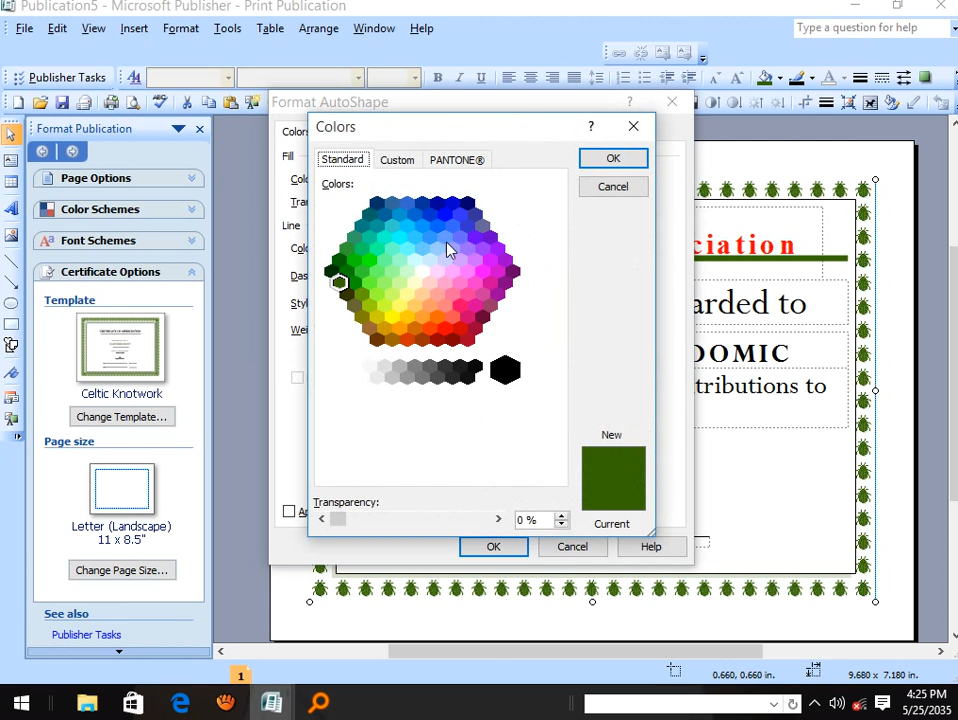 Publication5 - Microsoft Publisher - Print Publication
File Edit View Insert Format Tools Table Arrange Window Help
Type a question for help
Publisher Tasks
B I U
Format Publication
Page Options
Color Schemes
Font Schemes
Certificate Options
Template
Celtic Knotwork
Change Template...
Page size
Letter (Landscape)
11 x 8.5"
Change Page Size...
See also
Publisher Tasks
Format AutoShape
?
Colors
Fill
Line
Wei
OK
Cancel
Help
Colors
?
Standard
Custom
PANTONE®
OK
Cancel
Colors:
New
Current
Transparency:
0 %
ciation
arded to
DOMIC
tributions to
1
0.660, 0.660 in.
9.680 x 7.180 in.
4:25 PM
5/25/2035